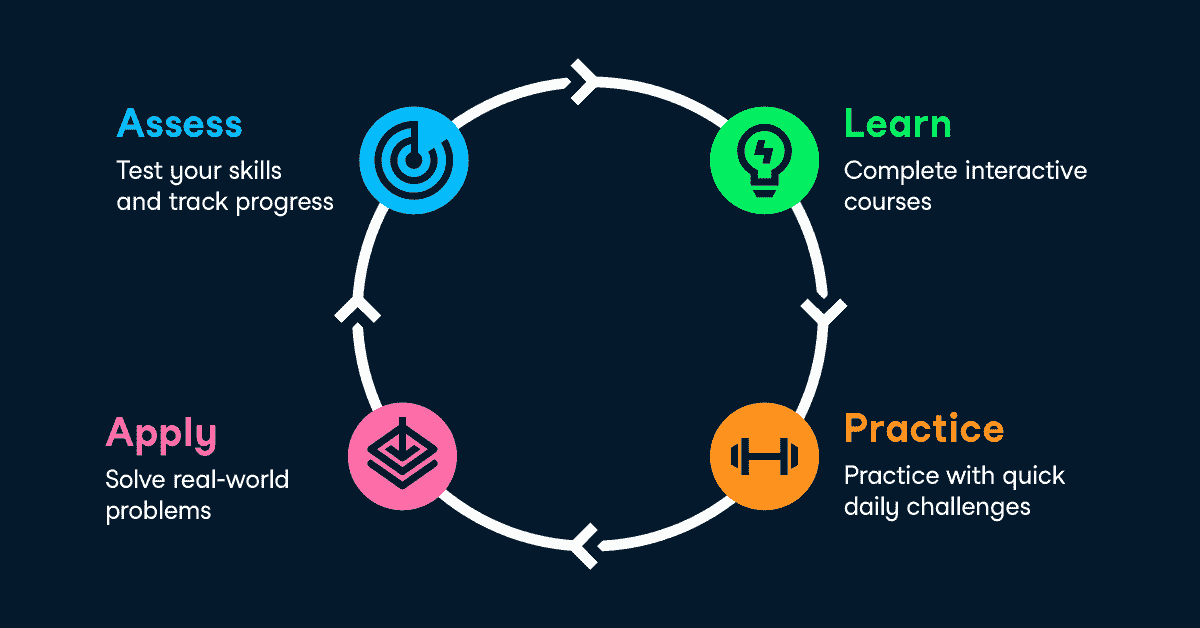 Assess
Test your skills
and track progress
Learn
Complete interactive
courses
Apply
Solve real-world
problems
Practice
Practice with quick
daily challenges